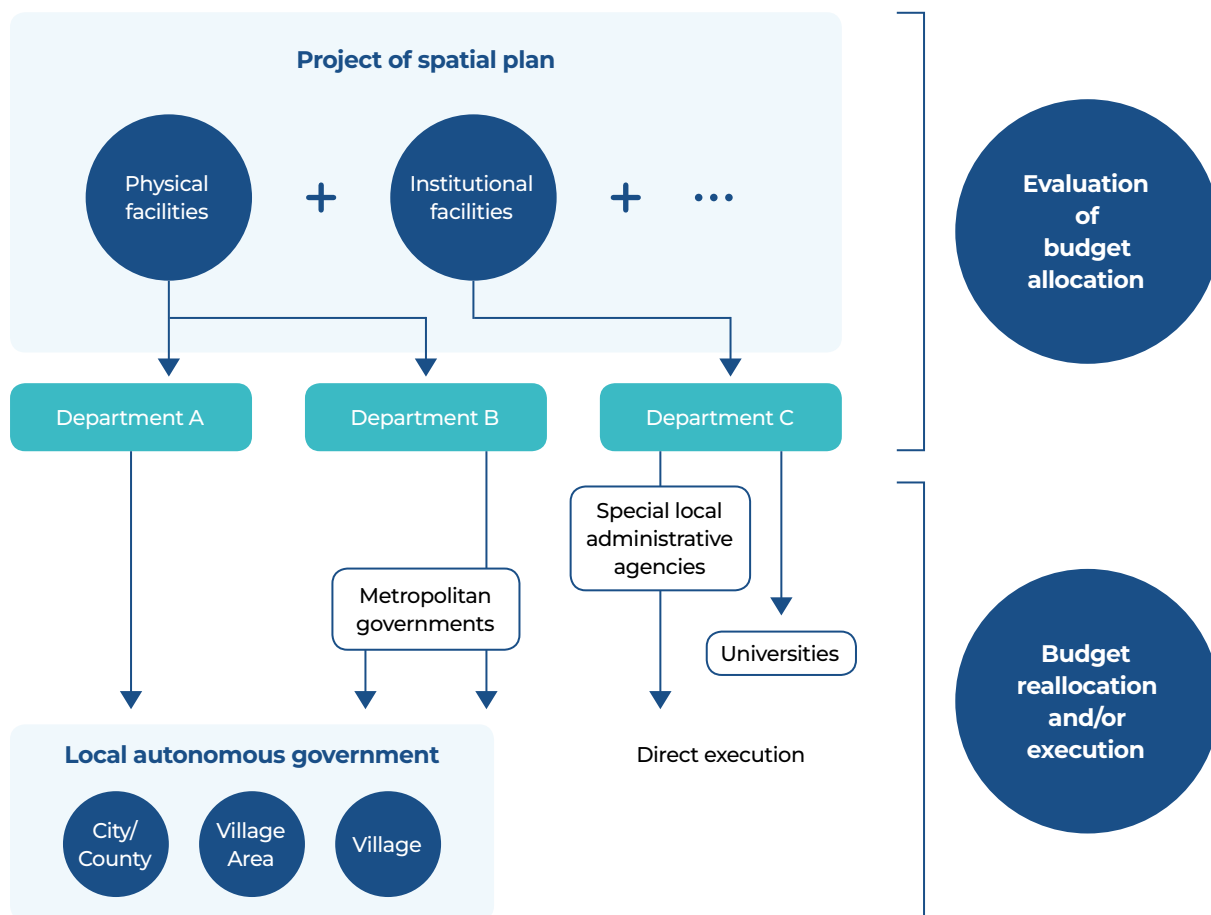 Project of spatial plan
Physical
facilities
+
Institutional
facilities
+
...
Evaluation
of
budget
allocation
Department A
Department B
Department C
Special local
administrative
agencies
Metropolitan
governments
Universities
Budget
reallocation
and/or
execution
Local autonomous government
Direct execution
City/
County
Village
Area
Village